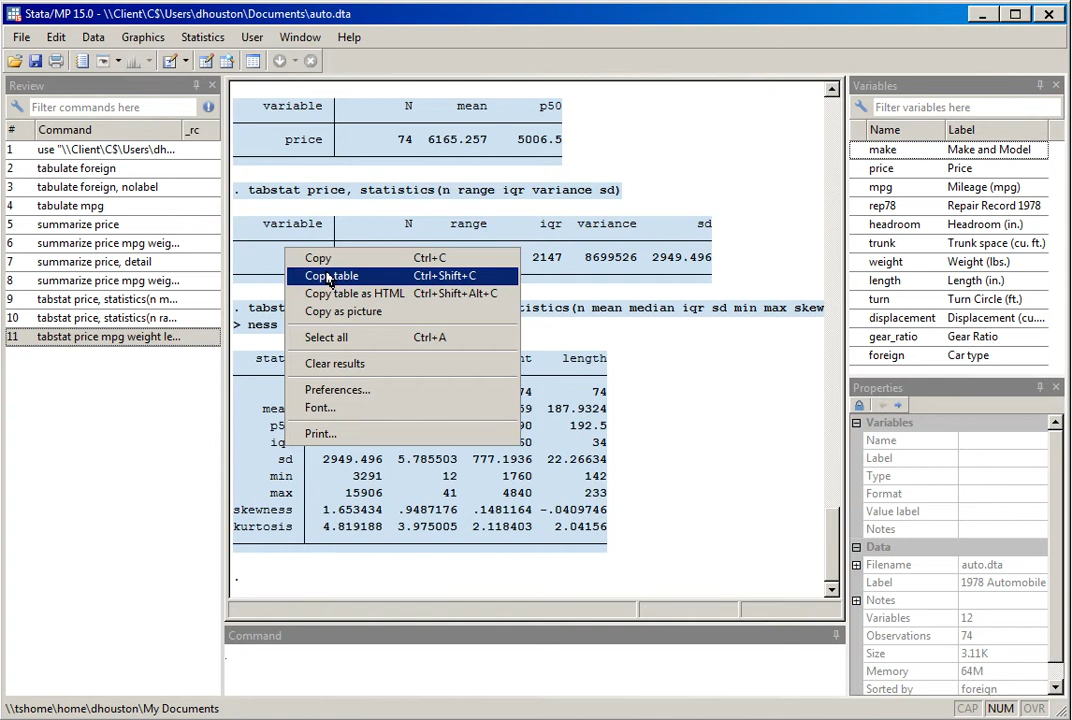 Stata/MP 15.0 - \\Client\C$\Users\dhouston\Documents\auto.dta
File Edit Data Graphics Statistics User Window Help
Review
Filter commands here
# Command _rc
1 use "\\Client\C$\Users\dh...
2 tabulate foreign
3 tabulate foreign, nolabel
4 tabulate mpg
5 summarize price
6 summarize price mpg weig...
7 summarize price, detail
8 summarize price mpg weig...
9 tabstat price, statistics(n m...
10 tabstat price, statistics(n ra...
11 tabstat price mpg weight le...
variable N mean p50
price 74 6165.257 5006.5
. tabstat price, statistics(n range iqr variance sd)
variable N range iqr variance sd
2147 8699526 2949.496
. tabst
tistics(n mean median iqr sd min max skew
> ness
stat
t length
74 74
mea
59 187.9324
p5
90 192.5
iq
50 34
sd 2949.496 5.785503 777.1936 22.26634
min 3291 12 1760 142
max 15906 41 4840 233
skewness 1.653434 .9487176 .1481164 -.0409746
kurtosis 4.819188 3.975005 2.118403 2.04156
.
Copy Ctrl+C
Copy table Ctrl+Shift+C
Copy table as HTML Ctrl+Shift+Alt+C
Copy as picture
Select all Ctrl+A
Clear results
Preferences...
Font...
Print...
Command
Variables
Filter variables here
Name Label
make Make and Model
price Price
mpg Mileage (mpg)
rep78 Repair Record 1978
headroom Headroom (in.)
trunk Trunk space (cu. ft.)
weight Weight (lbs.)
length Length (in.)
turn Turn Circle (ft.)
displacement Displacement (cu...
gear_ratio Gear Ratio
foreign Car type
Properties
Variables
Name
Label
Type
Format
Value label
Notes
Data
Filename auto.dta
Label 1978 Automobile
Notes
Variables 12
Observations 74
Size 3.11K
Memory 64M
Sorted by foreign
\\tshome\home\dhouston\My Documents
CAP NUM OVR